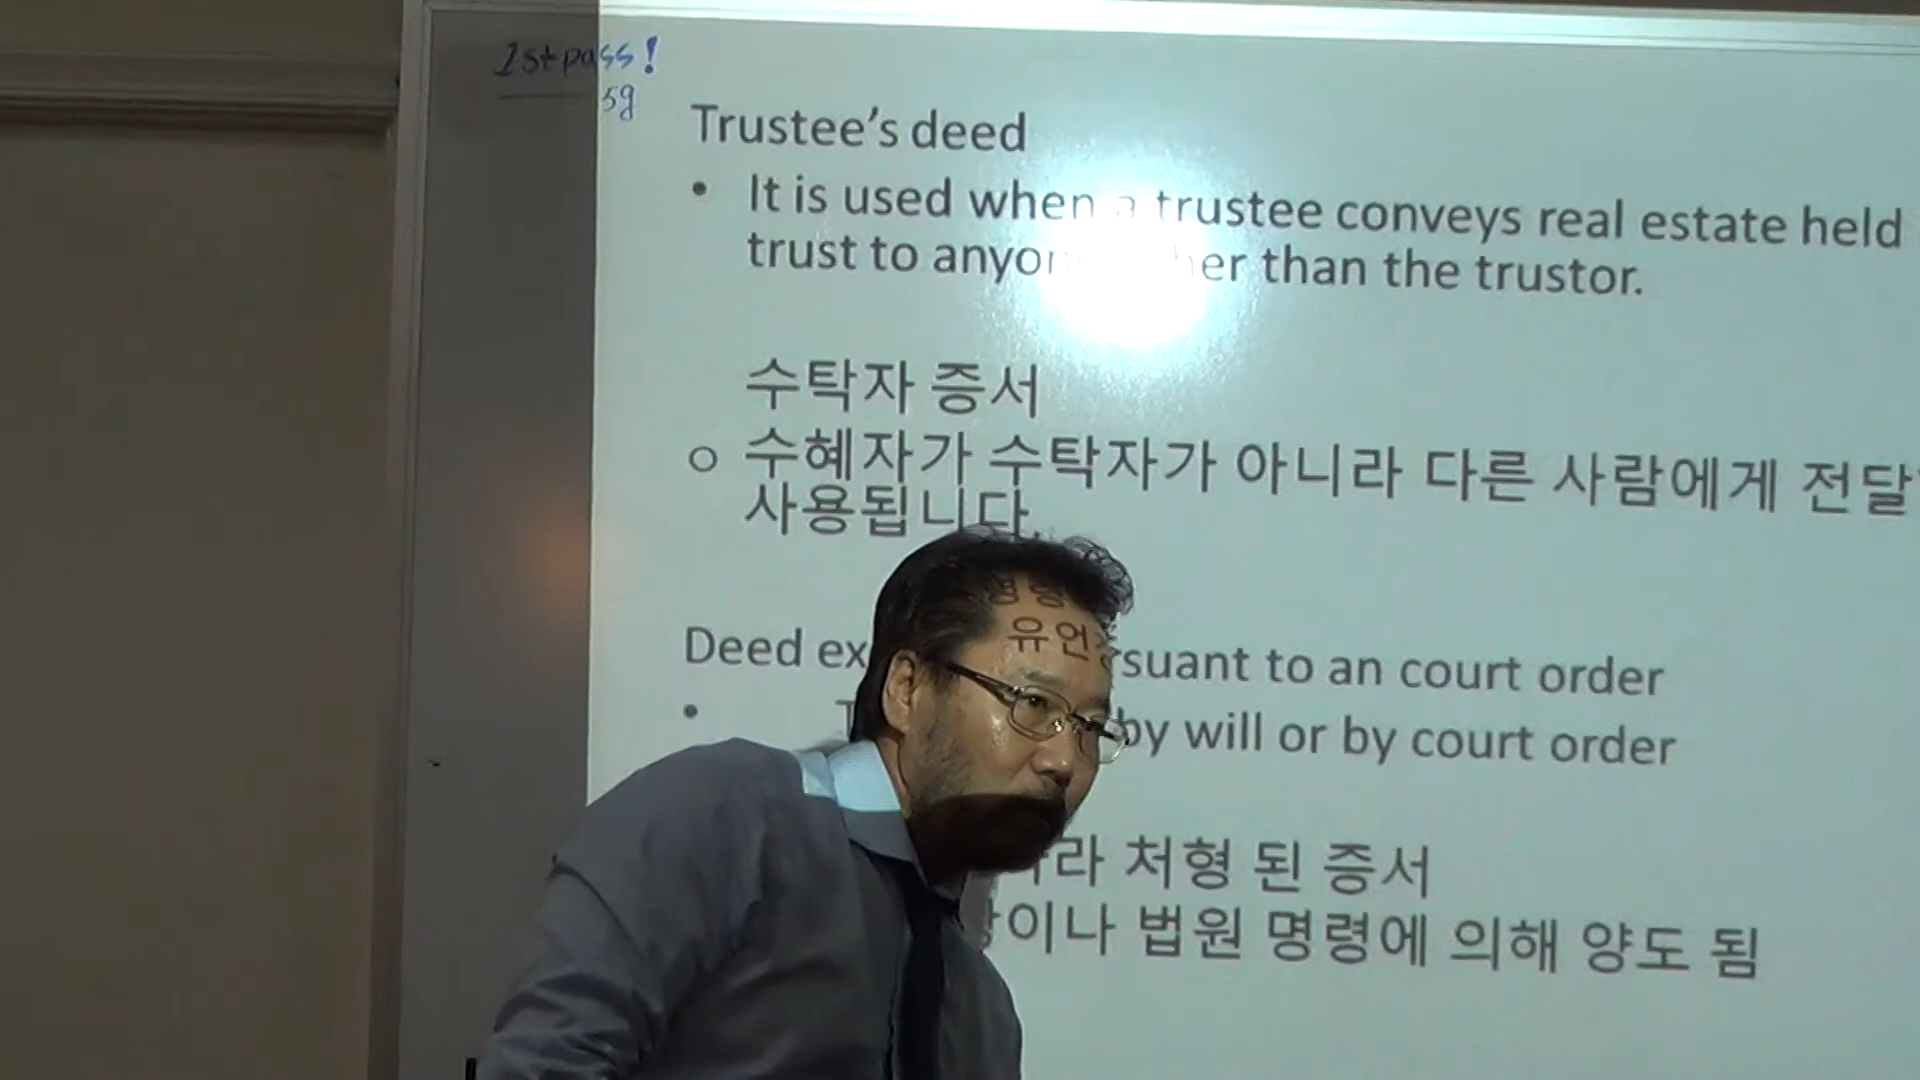 1st pass!
59
Trustee's deed
• It is used when a trustee conveys real estate held
trust to anyo her than the trustor.
수탁자 증서
o 수혜자가 수탁자가 아니라 다른 사람에게 전달
사용됩니다.
유언
Deed ex rsuant to an court order
• by will or by court order
라 처형 된 증서
이나 법원 명령에 의해 양도 됨